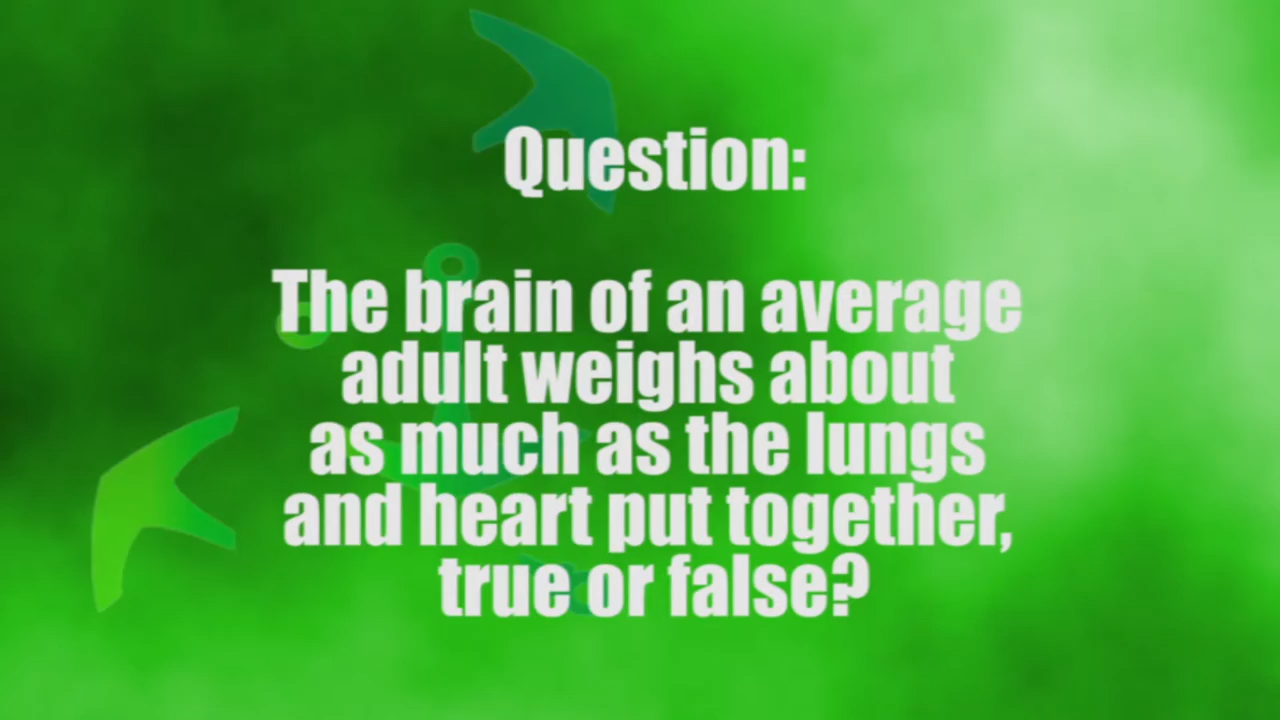 Question:
The brain of an average
adult weighs about
as much as the lungs
and heart put together,
true or false?